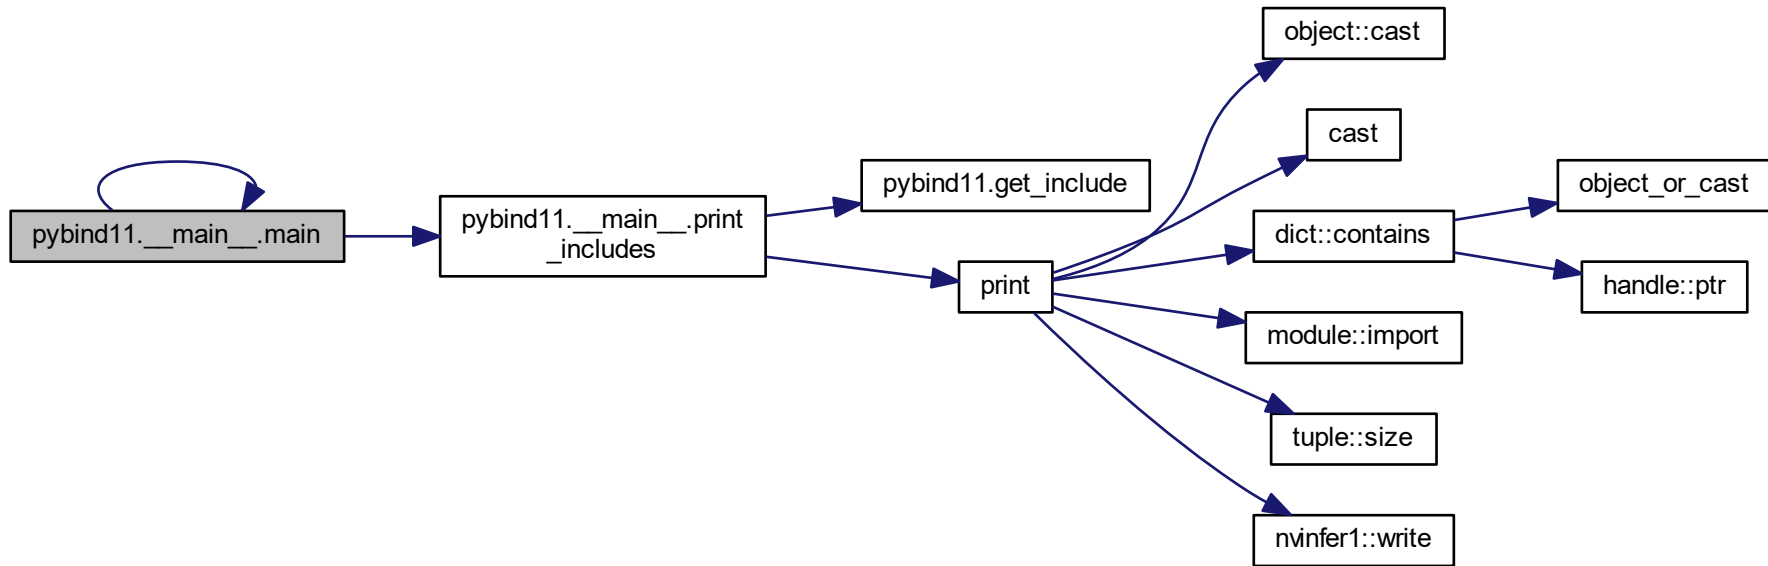 pybind11.__main__.main
pybind11.__main__.print
_includes
pybind11.get_include
print
object::cast
cast
dict::contains
module::import
tuple::size
nvinfer1::write
object_or_cast
handle::ptr